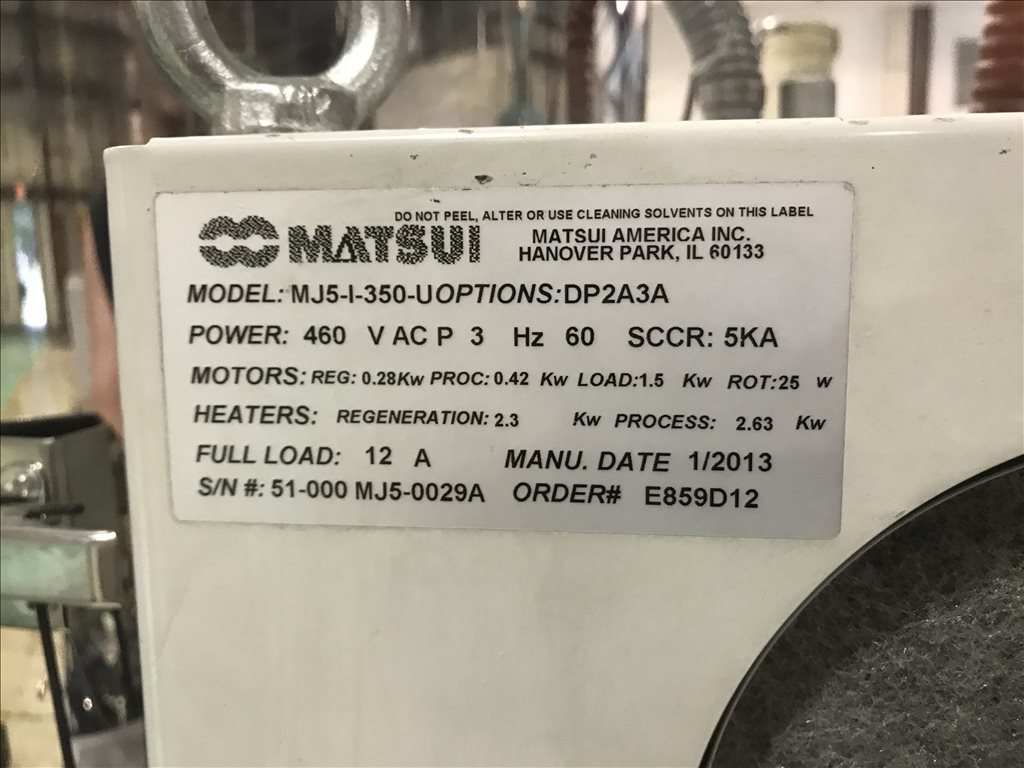 DO NOT PEEL, ALTER OR USE CLEANING SOLVENTS ON THIS LABEL
MATSUI MATSUI AMERICA INC.
HANOVER PARK, IL 60133
MODEL: MJ5-I-350-UOPTIONS:DP2A3A
POWER: 460 V AC P 3 Hz 60 SCCR: 5KA
MOTORS: REG: 0.28Kw PROC: 0.42 Kw LOAD:1.5 Kw ROT:25 w
HEATERS: REGENERATION: 2.3 Kw PROCESS: 2.63 Kw
FULL LOAD: 12 A MANU. DATE 1/2013
S/N #: 51-000 MJ5-0029A ORDER# E859D12